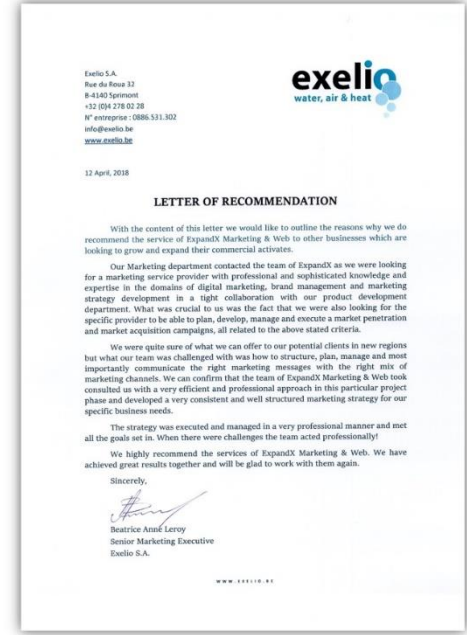 Exelio S.A.
Rue du Roua 32
B-4140 Sprimont
+32 (0)4 278 02 28
N° entreprise : 0886.531.302
info@exelio.be
www.exelio.be
exelio
water, air & heat
12 April, 2018
LETTER OF RECOMMENDATION
With the content of this letter we would like to outline the reasons why we do
recommend the service of ExpandX Marketing & Web to other businesses which are
looking to grow and expand their commercial activates.
Our Marketing department contacted the team of ExpandX as we were looking
for a marketing service provider with professional and sophisticated knowledge and
expertise in the domains of digital marketing, brand management and marketing
strategy development in a tight collaboration with our product development
department. What was crucial to us was the fact that we were also looking for the
specific provider to be able to plan, develop, manage and execute a market penetration
and market acquisition campaigns, all related to the above stated criteria.
We were quite sure of what we can offer to our potential clients in new regions
but what our team was challenged with was how to structure, plan, manage and most
importantly communicate the right marketing messages with the right mix of
marketing channels. We can confirm that the team of ExpandX Marketing & Web took
consulted us with a very efficient and professional approach in this particular project
phase and developed a very consistent and well structured marketing strategy for our
specific business needs.
The strategy was executed and managed in a very professional manner and met
all the goals set in. When there were challenges the team acted professionally!
We highly recommend the services of ExpandX Marketing & Web. We have
achieved great results together and will be glad to work with them again.
Sincerely,
Beatrice Anné Leroy
Senior Marketing Executive
Exelio S.A.
WWW.EXELIO.BE